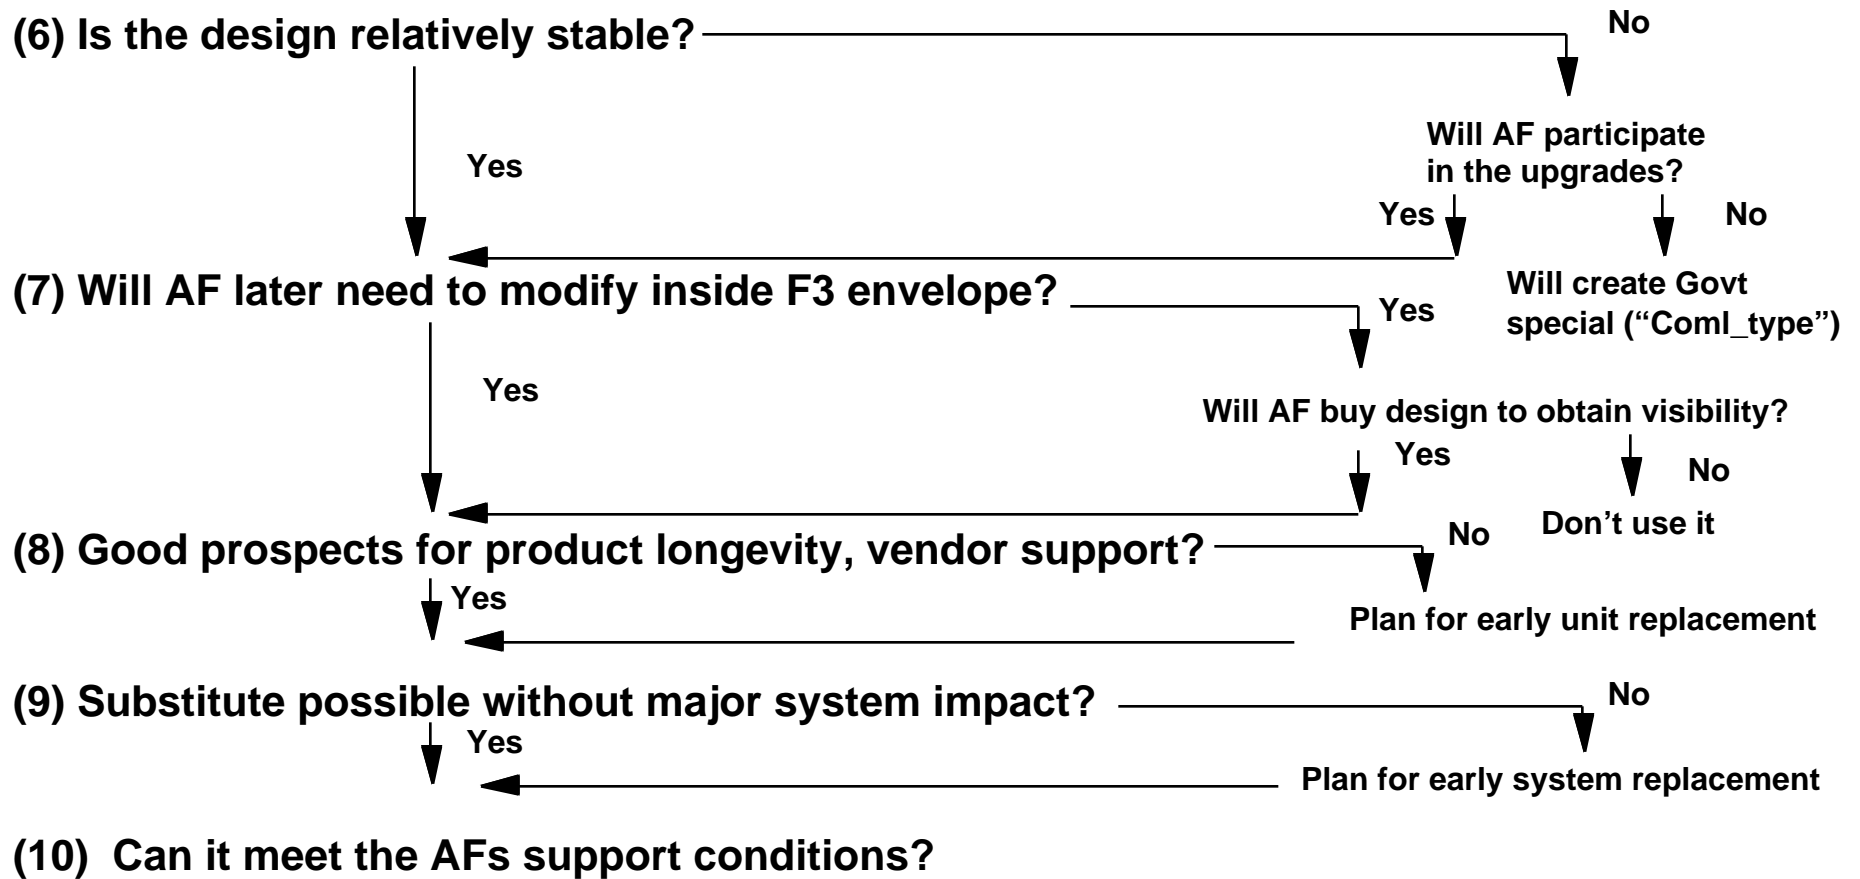 (6) Is the design relatively stable?
No
Will AF participate
in the upgrades?
Yes
Yes
No
(7) Will AF later need to modify inside F3 envelope?
Yes
Will create Govt
special (“Coml_type”)
Yes
Will AF buy design to obtain visibility?
Yes
No
Don’t use it
(8) Good prospects for product longevity, vendor support?
No
Yes
Plan for early unit replacement
(9) Substitute possible without major system impact?
No
Yes
Plan for early system replacement
(10) Can it meet the AFs support conditions?